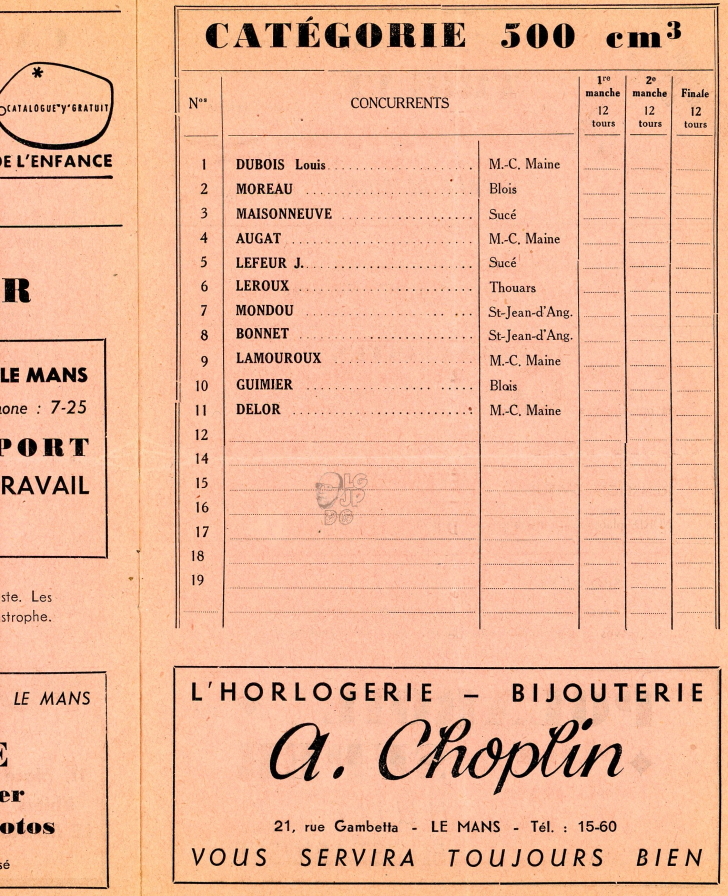 *
CATALOGUE "y" GRATUIT
DE L'ENFANCE
R
LE MANS
one : 7-25
PORT
RAVAIL
ste. Les
strophe.
LE MANS
E
er
otos
sé
CATÉGORIE 500 cm³
Nos CONCURRENTS 1re manche 12 tours 2e manche 12 tours Finale 12 tours
1 DUBOIS Louis M.-C. Maine
2 MOREAU Blois
3 MAISONNEUVE Sucé
4 AUGAT M.-C. Maine
5 LEFEUR J. Sucé
6 LEROUX Thouars
7 MONDOU St-Jean-d'Ang.
8 BONNET St-Jean-d'Ang.
9 LAMOUROUX M.-C. Maine
10 GUIMIER Blois
11 DELOR M.-C. Maine
12
14
15
16
17
18
19
LG
JP
DG
L'HORLOGERIE – BIJOUTERIE
A. Choplin
21, rue Gambetta - LE MANS - Tél. : 15-60
VOUS SERVIRA TOUJOURS BIEN